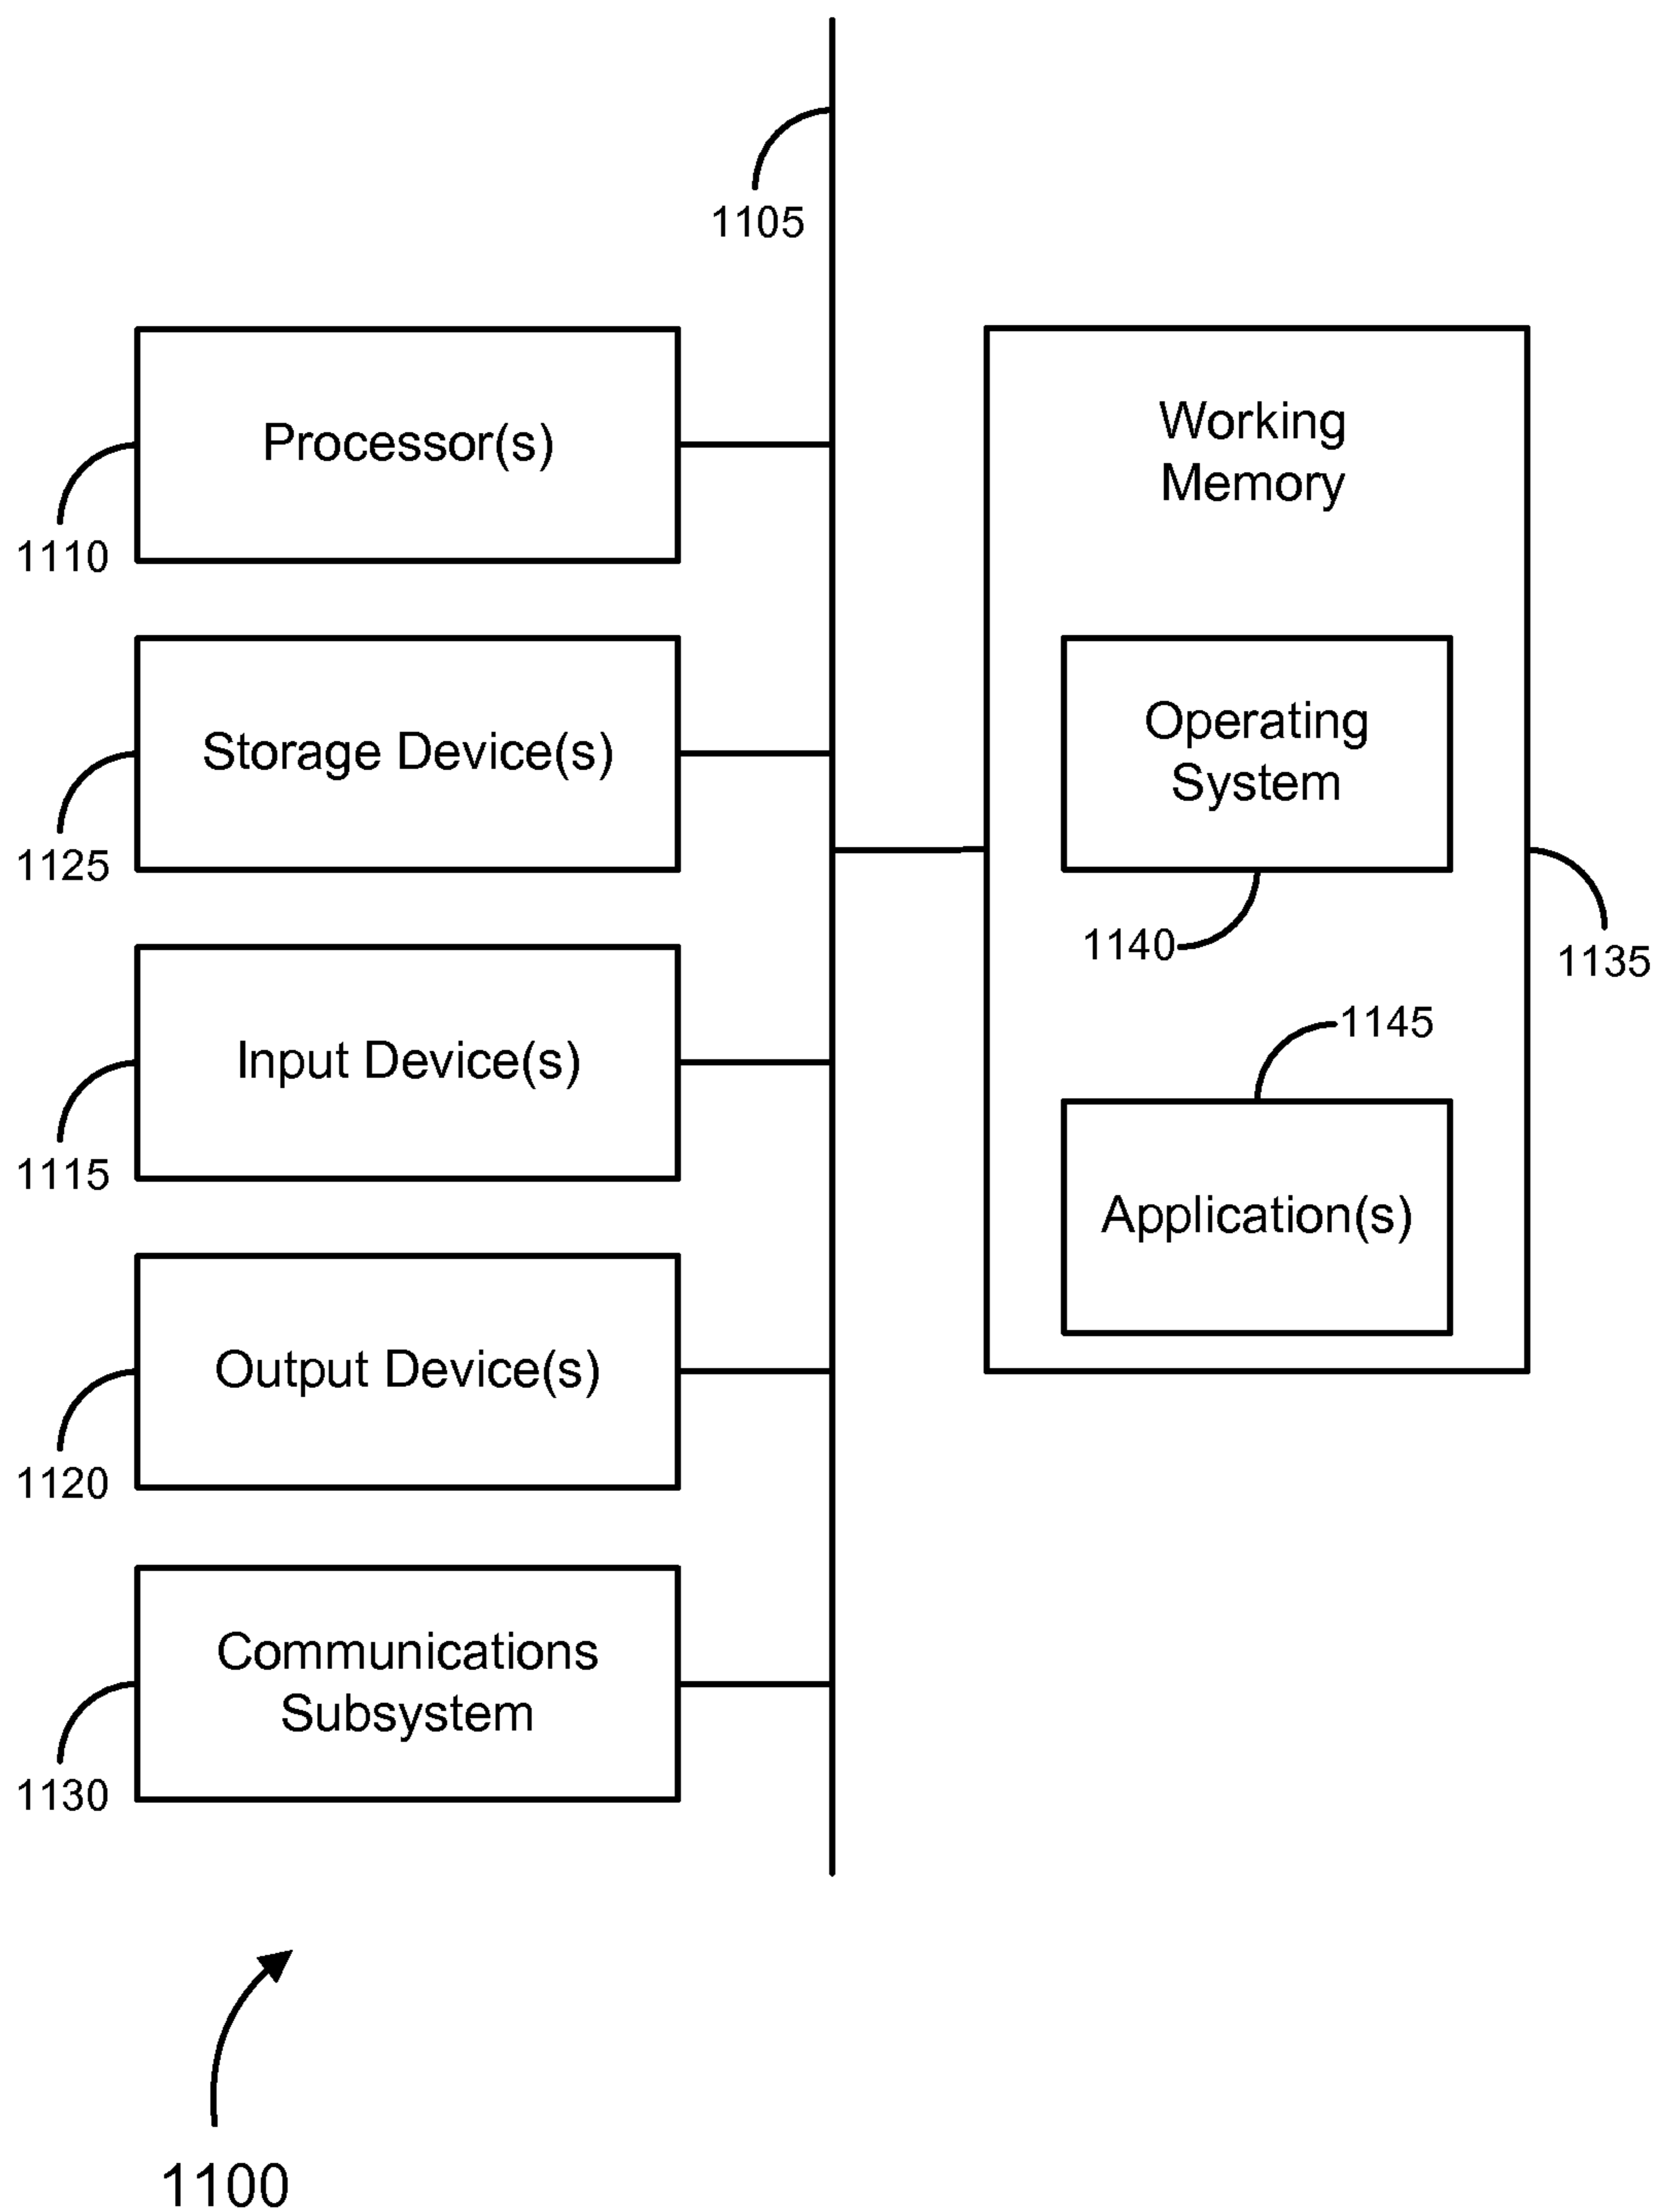 1105
Processor(s)
1110
Storage Device(s)
1125
Input Device(s)
1115
Output Device(s)
1120
Communications
Subsystem
1130
Working
Memory
Operating
System
1140
1135
1145
Application(s)
1100